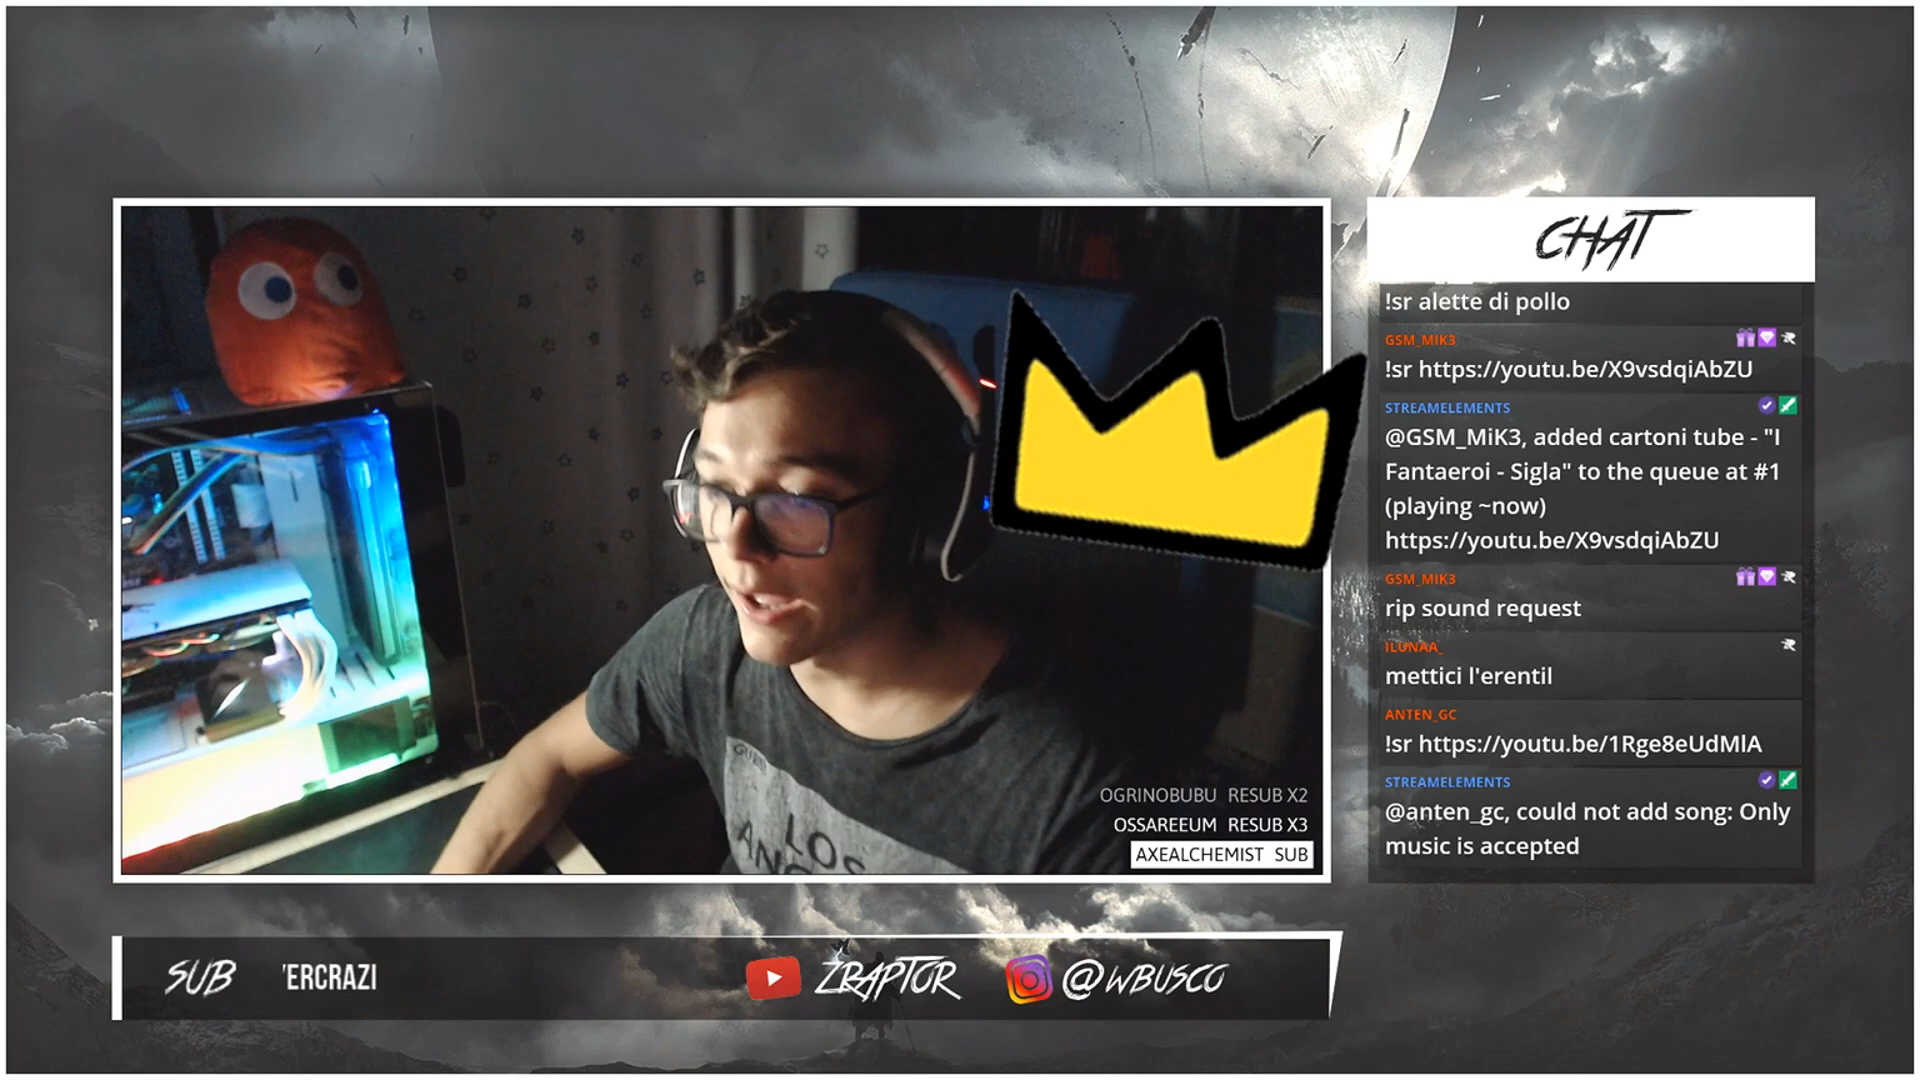 CHAT
!sr alette di pollo
GSM_MIK3
!sr https://youtu.be/X9vsdqiAbZU
STREAMELEMENTS
@GSM_MiK3, added cartoni tube - "I
Fantaeroi - Sigla" to the queue at #1
(playing ~now)
https://youtu.be/X9vsdqiAbZU
GSM_MIK3
rip sound request
ILUNAA_
mettici l'erentil
ANTEN_GC
!sr https://youtu.be/1Rge8eUdMlA
STREAMELEMENTS
@anten_gc, could not add song: Only
music is accepted
LOS
OGRINOBUBU RESUB X2
OSSAREEUM RESUB X3
AXEALCHEMIST SUB
SUB 'ERCRAZI
ZRAPTOR @WBUSCO